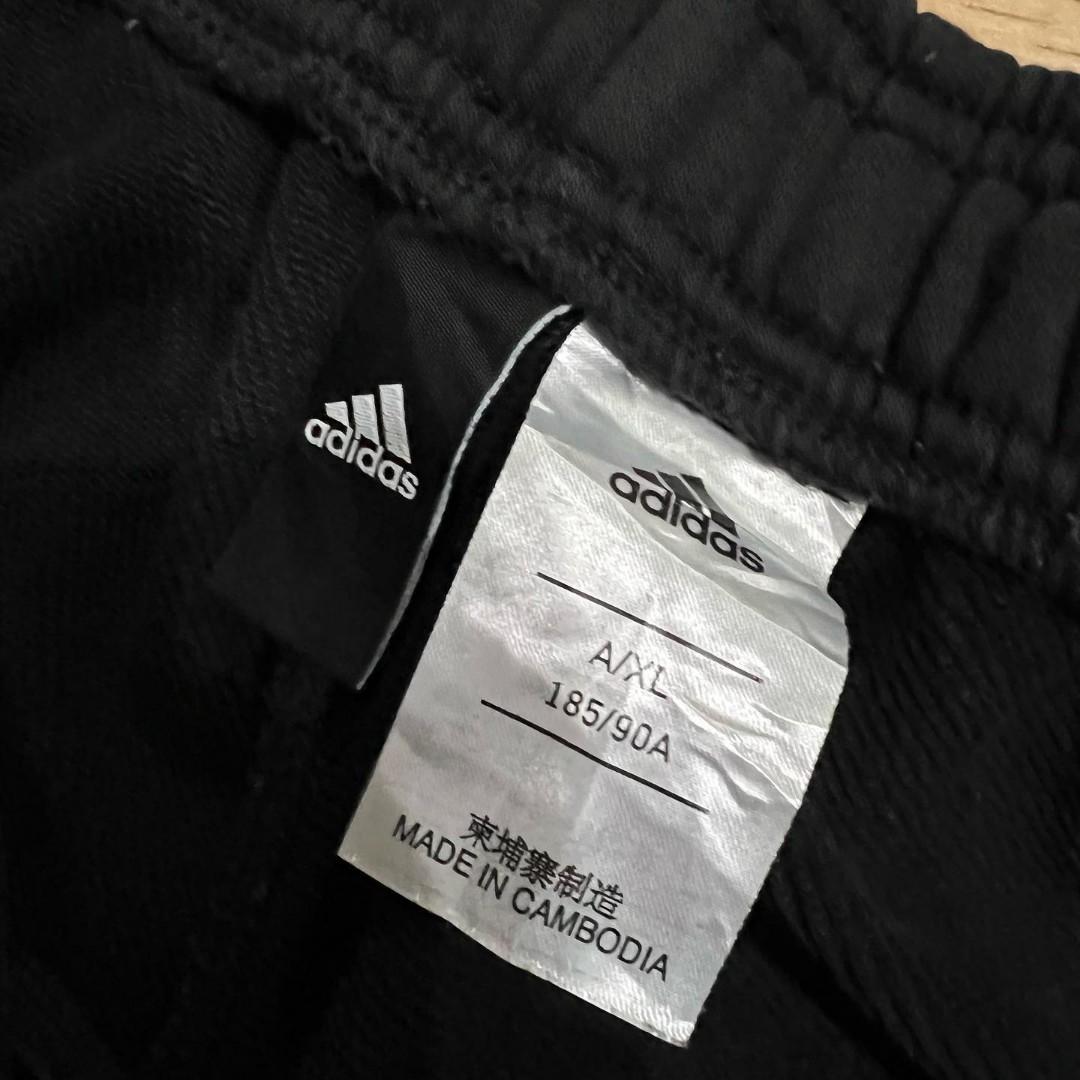 adidas
adidas
A/XL
185/90A
柬埔寨制造
MADE IN CAMBODIA